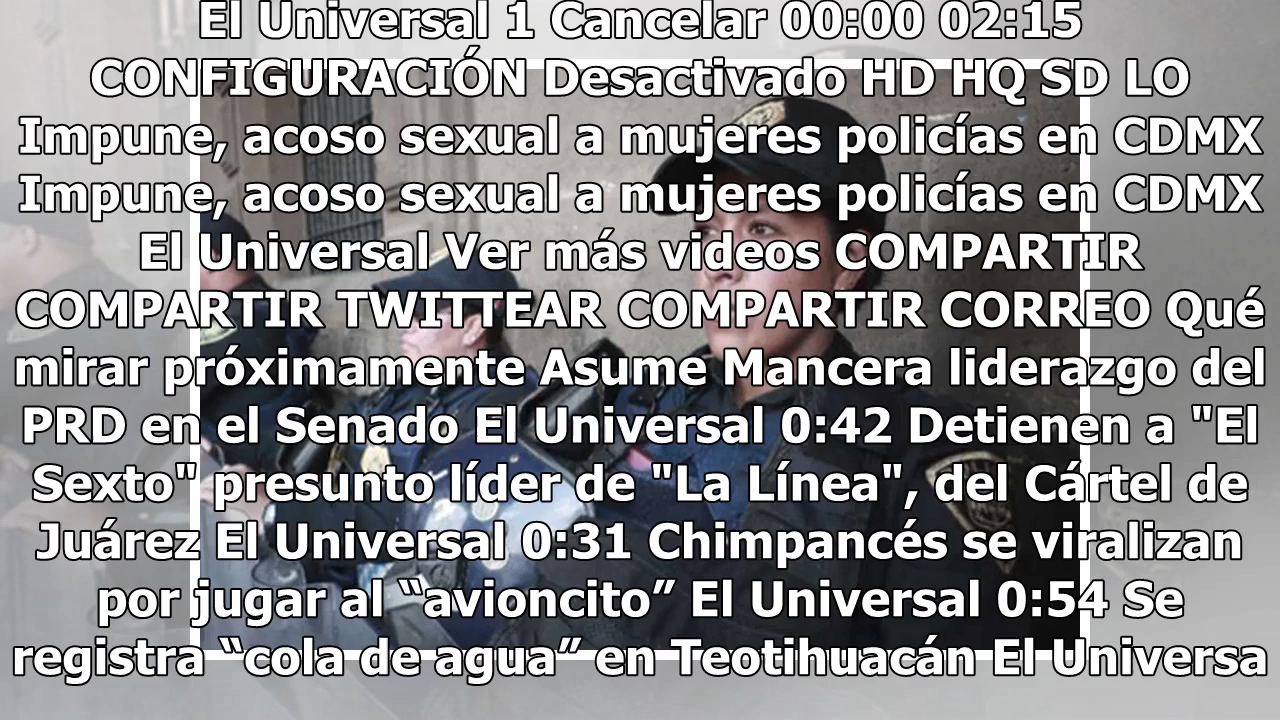 El Universal 1 Cancelar 00:00 02:15
CONFIGURACIÓN Desactivado HD HQ SD LO
Impune, acoso sexual a mujeres policías en CDMX
Impune, acoso sexual a mujeres policías en CDMX
El Universal Ver más videos COMPARTIR
COMPARTIR TWITTEAR COMPARTIR CORREO Qué
mirar próximamente Asume Mancera liderazgo del
PRD en el Senado El Universal 0:42 Detienen a "El
Sexto" presunto líder de "La Línea", del Cártel de
Juárez El Universal 0:31 Chimpancés se viralizan
por jugar al “avioncito” El Universal 0:54 Se
registra “cola de agua” en Teotihuacán El Universa